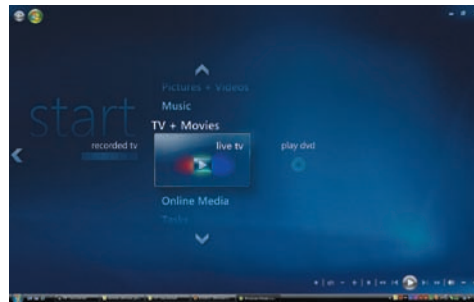 Pictures + Videos
Music
start
TV + Movies
recorded tv
live tv
play dvd
Online Media
Tasks